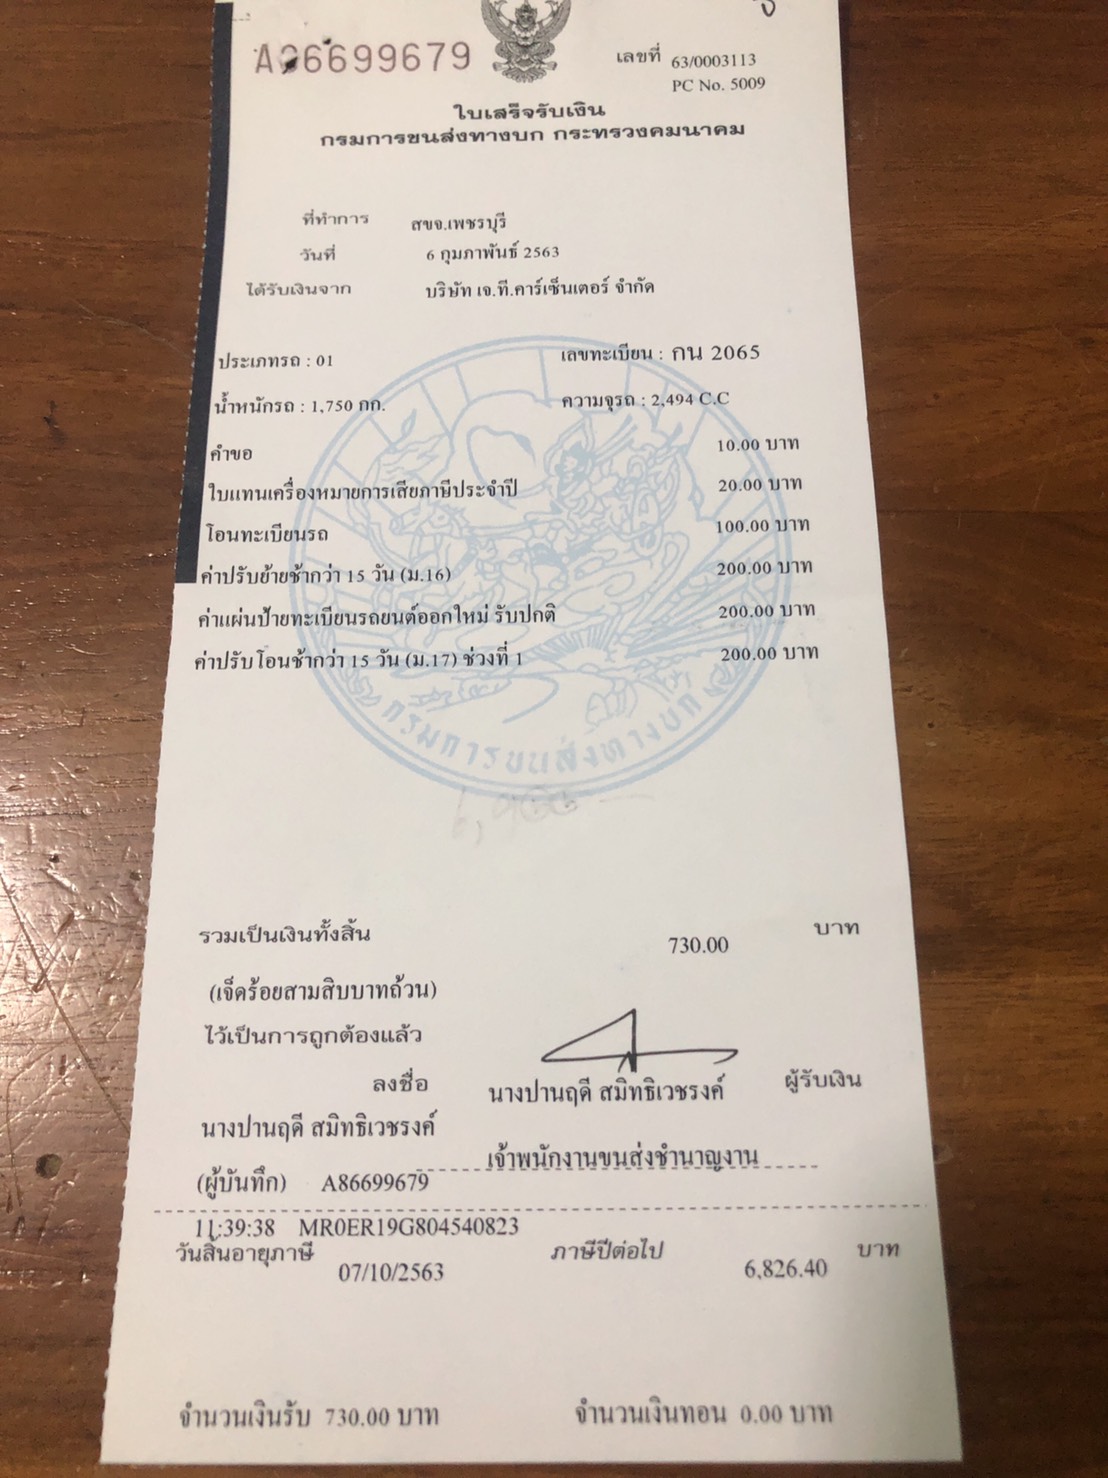 A86699679
เลขที่ 63/0003113
PC No. 5009
ใบเสร็จรับเงิน
กรมการขนส่งทางบก กระทรวงคมนาคม
ที่ทำการ สขจ.เพชรบุรี
วันที่ 6 กุมภาพันธ์ 2563
ได้รับเงินจาก บริษัท เจ.ที.คาร์เซ็นเตอร์ จำกัด
ประเภทรถ : 01 เลขทะเบียน : กน 2065
น้ำหนักรถ : 1,750 กก. ความจุรถ : 2,494 C.C
คำขอ 10.00 บาท
ใบแทนเครื่องหมายการเสียภาษีประจำปี 20.00 บาท
โอนทะเบียนรถ 100.00 บาท
ค่าปรับย้ายช้ากว่า 15 วัน (ม.16) 200.00 บาท
ค่าแผ่นป้ายทะเบียนรถยนต์ออกใหม่ รับปกติ 200.00 บาท
ค่าปรับโอนช้ากว่า 15 วัน (ม.17) ช่วงที่ 1 200.00 บาท
กรมการขนส่งทางบก
รวมเป็นเงินทั้งสิ้น 730.00 บาท
(เจ็ดร้อยสามสิบบาทถ้วน)
ไว้เป็นการถูกต้องแล้ว
ลงชื่อ นางปานฤดี สมิทธิเวชรงค์ ผู้รับเงิน
นางปานฤดี สมิทธิเวชรงค์
เจ้าพนักงานขนส่งชำนาญงาน
(ผู้บันทึก) A86699679
11:39:38 MR0ER19G804540823
วันสิ้นอายุภาษี 07/10/2563 ภาษีปีต่อไป 6,826.40 บาท
จำนวนเงินรับ 730.00 บาท จำนวนเงินทอน 0.00 บาท